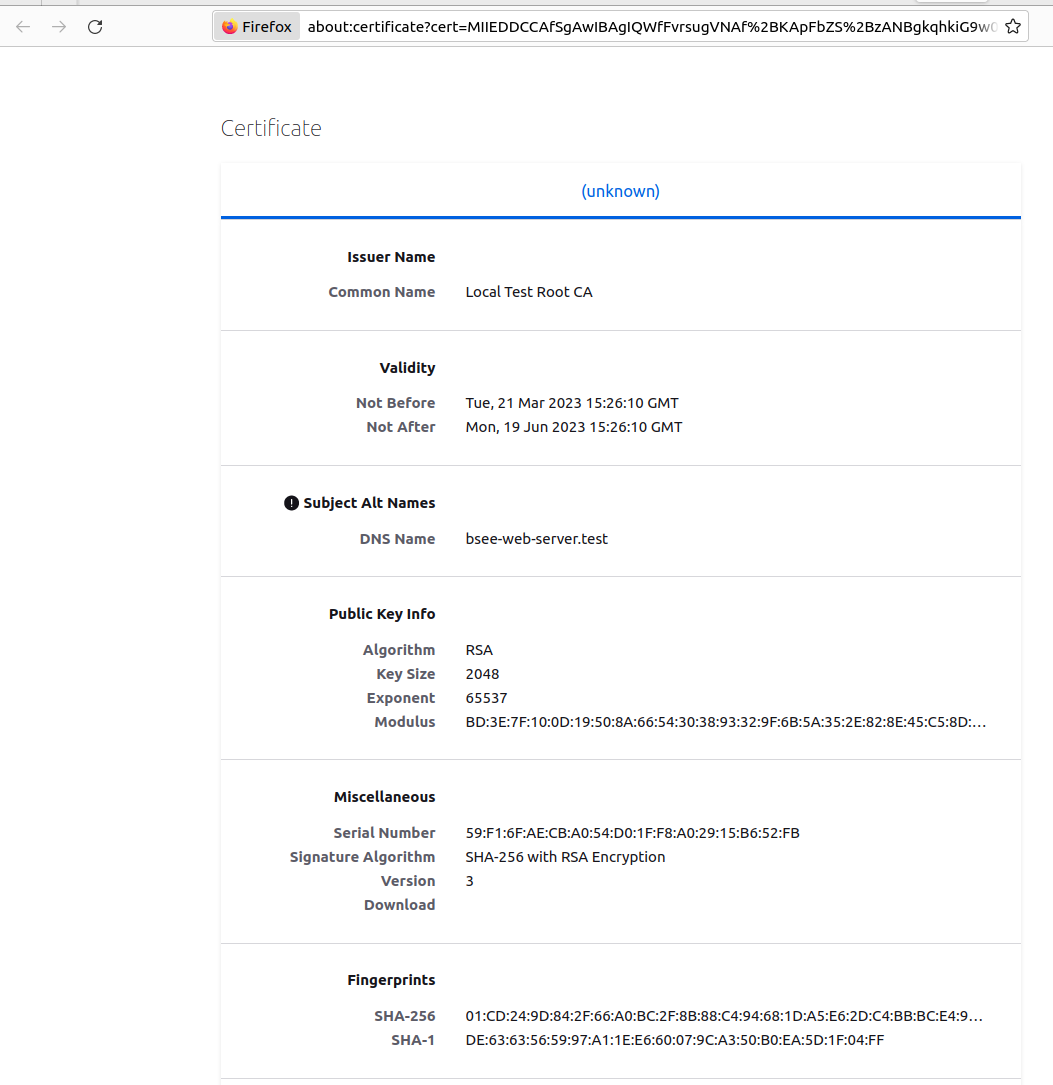 Firefox about:certificate?cert=MIIEDDCCAfSgAwIBAgIQWfFvrsugVNAf%2BKApFbZS%2BzANBgkqhkiG9w0
Certificate
(unknown)
Issuer Name
Common Name Local Test Root CA
Validity
Not Before Tue, 21 Mar 2023 15:26:10 GMT
Not After Mon, 19 Jun 2023 15:26:10 GMT
Subject Alt Names
DNS Name bsee-web-server.test
Public Key Info
Algorithm RSA
Key Size 2048
Exponent 65537
Modulus BD:3E:7F:10:0D:19:50:8A:66:54:30:38:93:32:9F:6B:5A:35:2E:82:8E:45:C5:8D:…
Miscellaneous
Serial Number 59:F1:6F:AE:CB:A0:54:D0:1F:F8:A0:29:15:B6:52:FB
Signature Algorithm SHA-256 with RSA Encryption
Version 3
Download
Fingerprints
SHA-256 01:CD:24:9D:84:2F:66:A0:BC:2F:8B:88:C4:94:68:1D:A5:E6:2D:C4:BB:BC:E4:9…
SHA-1 DE:63:63:56:59:97:A1:1E:E6:60:07:9C:A3:50:B0:EA:5D:1F:04:FF